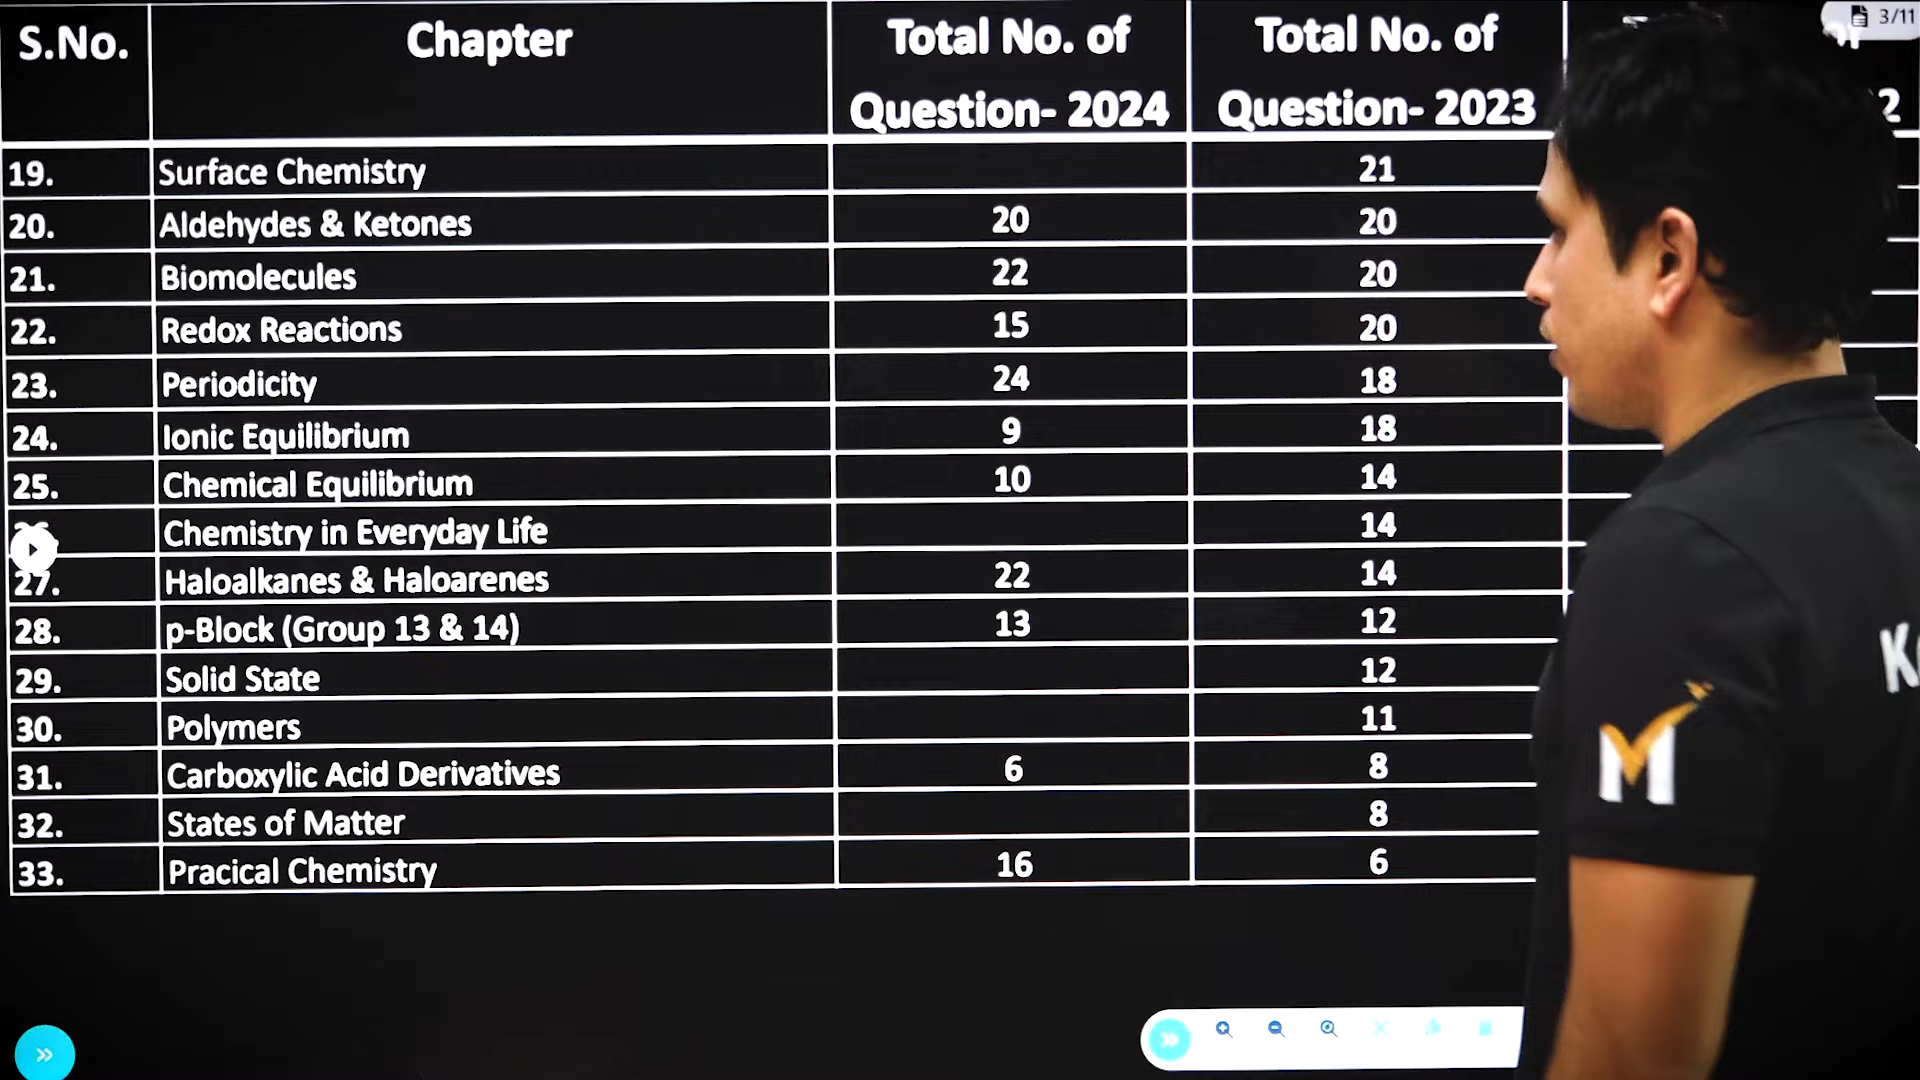 S.No. Chapter Total No. of Question- 2024 Total No. of Question- 2023 2
19. Surface Chemistry 21
20. Aldehydes & Ketones 20 20
21. Biomolecules 22 20
22. Redox Reactions 15 20
23. Periodicity 24 18
24. Ionic Equilibrium 9 18
25. Chemical Equilibrium 10 14
Chemistry in Everyday Life 14
27. Haloalkanes & Haloarenes 22 14
28. p-Block (Group 13 & 14) 13 12
29. Solid State 12
30. Polymers 11
31. Carboxylic Acid Derivatives 6 8
32. States of Matter 8
33. Pracical Chemistry 16 6
3/11
M